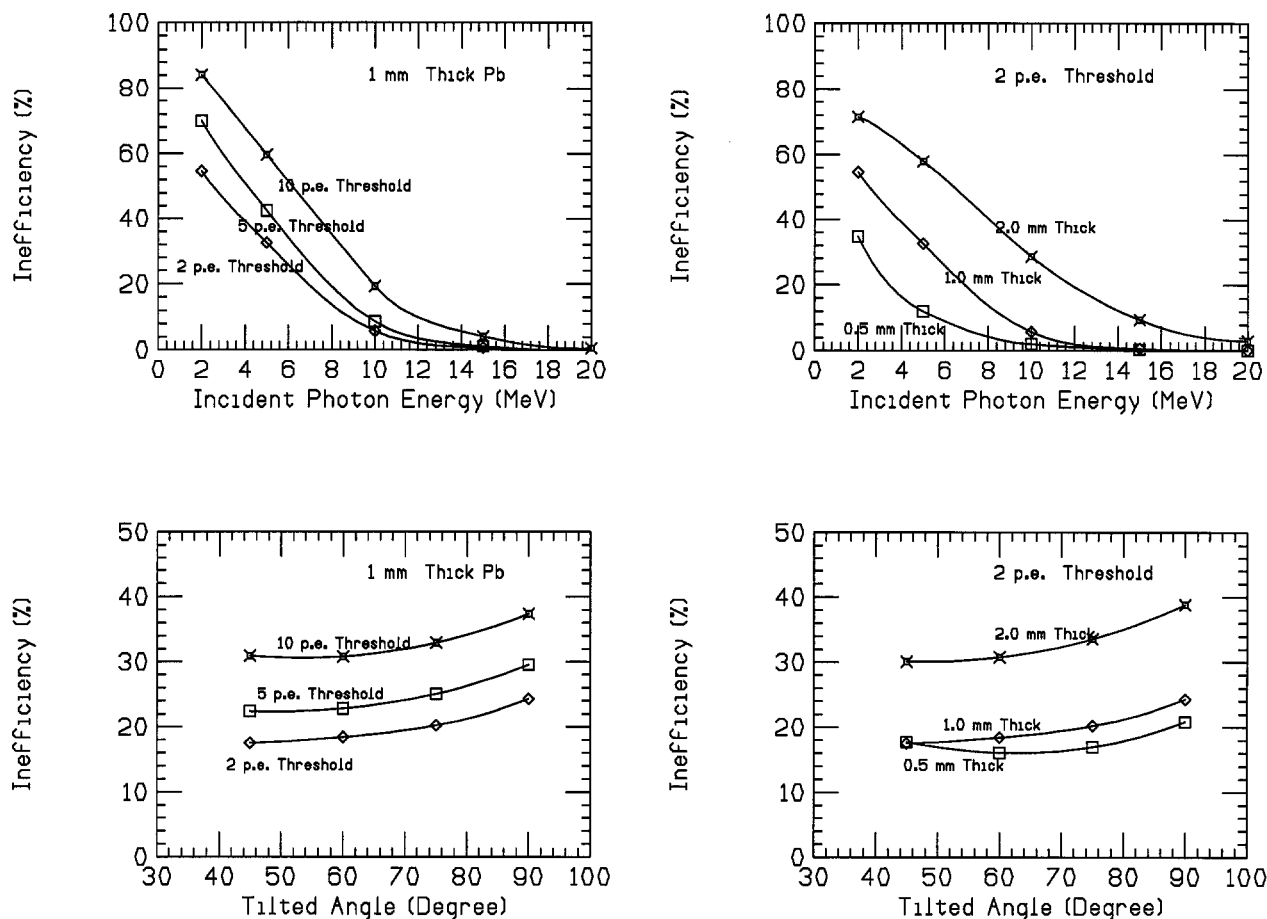 100
80
60
40
20
0
Inefficiency (%)
1 mm Thick Pb
10 p.e. Threshold
5 p.e. Threshold
2 p.e. Threshold
0 2 4 6 8 10 12 14 16 18 20
Incident Photon Energy (MeV)
100
80
60
40
20
0
Inefficiency (%)
2 p.e. Threshold
2.0 mm Thick
1.0 mm Thick
0.5 mm Thick
0 2 4 6 8 10 12 14 16 18 20
Incident Photon Energy (MeV)
50
40
30
20
10
0
Inefficiency (%)
1 mm Thick Pb
10 p.e. Threshold
5 p.e. Threshold
2 p.e. Threshold
30 40 50 60 70 80 90 100
Tilted Angle (Degree)
50
40
30
20
10
0
Inefficiency (%)
2 p.e. Threshold
2.0 mm Thick
1.0 mm Thick
0.5 mm Thick
30 40 50 60 70 80 90 100
Tilted Angle (Degree)